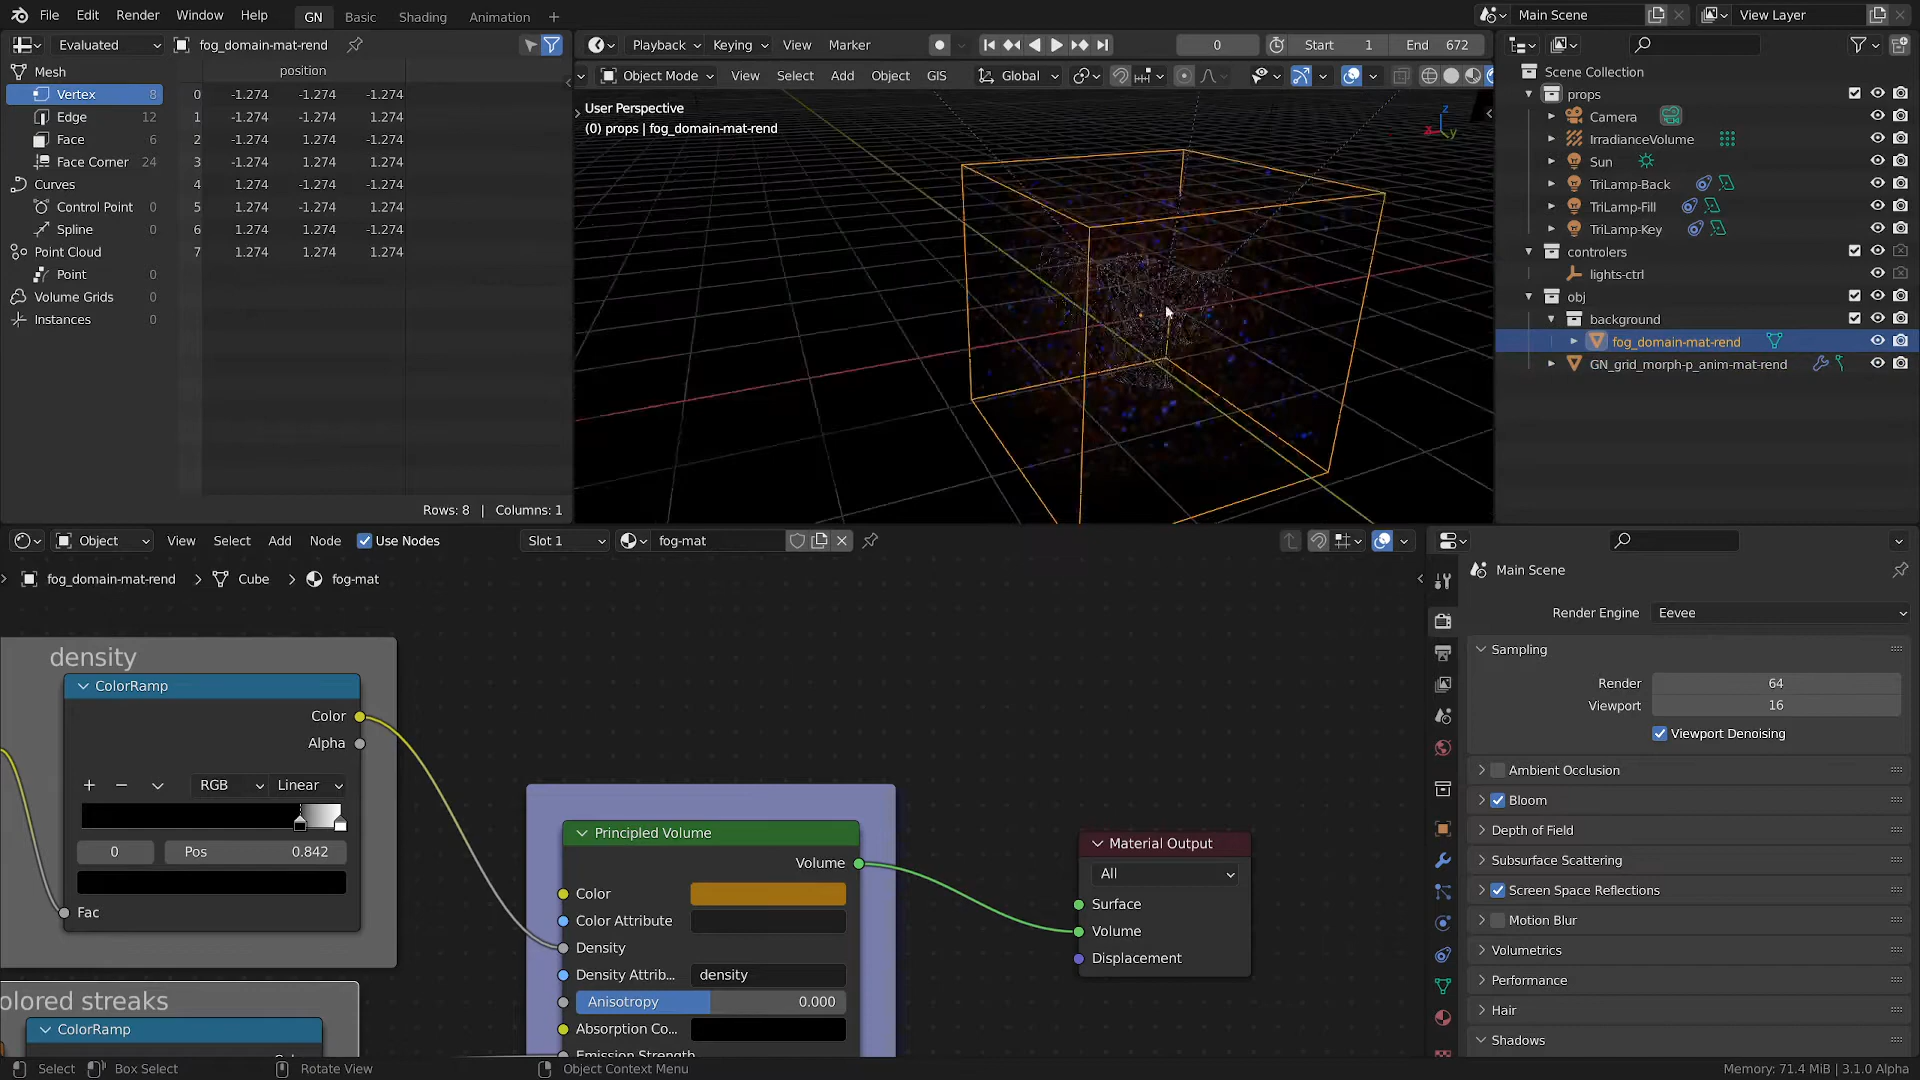 File Edit Render Window Help GN Basic Shading Animation + Main Scene View Layer
Evaluated fog_domain-mat-rend
Mesh
Vertex 8
Edge 12
Face 6
Face Corner 24
Curves
Control Point 0
Spline 0
Point Cloud
Point 0
Volume Grids 0
Instances 0
position
0 -1.274 -1.274 -1.274
1 -1.274 -1.274 1.274
2 -1.274 1.274 -1.274
3 -1.274 1.274 1.274
4 1.274 -1.274 -1.274
5 1.274 -1.274 1.274
6 1.274 1.274 -1.274
7 1.274 1.274 1.274
Rows: 8 | Columns: 1
Playback Keying View Marker 0 Start 1 End 672
Object Mode View Select Add Object GIS Global
User Perspective
(0) props | fog_domain-mat-rend
Z
X
Y
Scene Collection
props
Camera
IrradianceVolume
Sun
TriLamp-Back
TriLamp-Fill
TriLamp-Key
controlers
lights-ctrl
obj
background
fog_domain-mat-rend
GN_grid_morph-p_anim-mat-rend
Object View Select Add Node Use Nodes Slot 1 fog-mat
fog_domain-mat-rend > Cube > fog-mat
density
ColorRamp
Color
Alpha
+ − RGB Linear
0 Pos 0.842
Fac
olored streaks
ColorRamp
Principled Volume
Volume
Color
Color Attribute
Density
Density Attrib... density
Anisotropy 0.000
Absorption Co...
Emission Strength
Material Output
All
Surface
Volume
Displacement
Main Scene
Render Engine Eevee
Sampling
Render 64
Viewport 16
Viewport Denoising
Ambient Occlusion
Bloom
Depth of Field
Subsurface Scattering
Screen Space Reflections
Motion Blur
Volumetrics
Performance
Hair
Shadows
Select Box Select Rotate View Object Context Menu Memory: 71.4 MiB | 3.1.0 Alpha